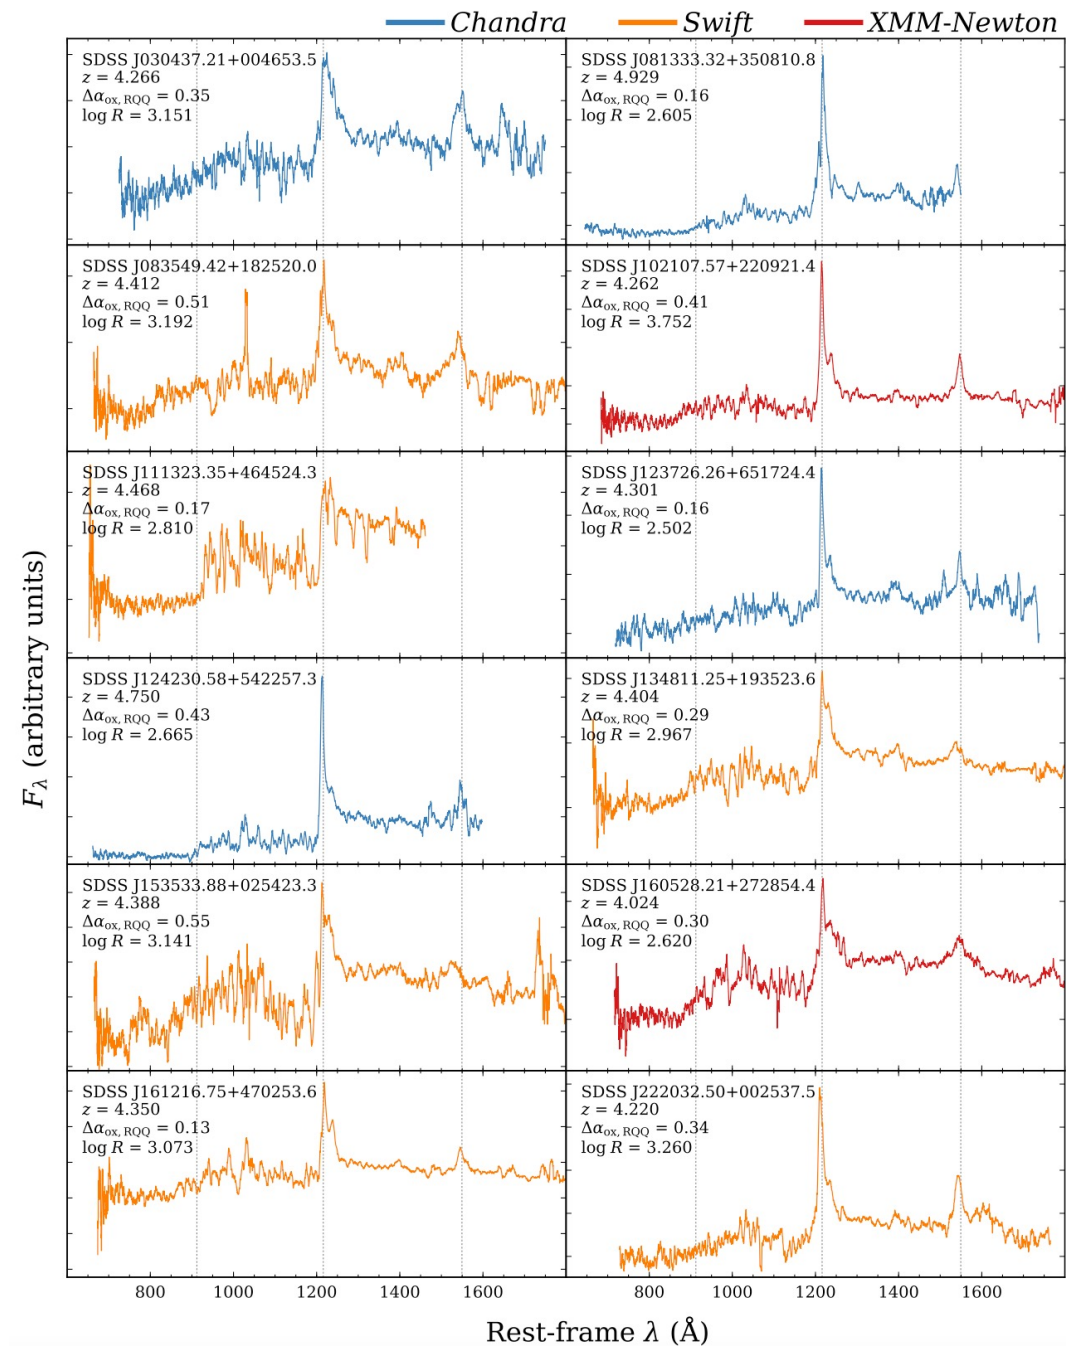 Chandra Swift XMM-Newton
SDSS J030437.21+004653.5
z = 4.266
Δα_ox, RQQ = 0.35
log R = 3.151
SDSS J081333.32+350810.8
z = 4.929
Δα_ox, RQQ = 0.16
log R = 2.605
SDSS J083549.42+182520.0
z = 4.412
Δα_ox, RQQ = 0.51
log R = 3.192
SDSS J102107.57+220921.4
z = 4.262
Δα_ox, RQQ = 0.41
log R = 3.752
SDSS J111323.35+464524.3
z = 4.468
Δα_ox, RQQ = 0.17
log R = 2.810
SDSS J123726.26+651724.4
z = 4.301
Δα_ox, RQQ = 0.16
log R = 2.502
SDSS J124230.58+542257.3
z = 4.750
Δα_ox, RQQ = 0.43
log R = 2.665
SDSS J134811.25+193523.6
z = 4.404
Δα_ox, RQQ = 0.29
log R = 2.967
SDSS J153533.88+025423.3
z = 4.388
Δα_ox, RQQ = 0.55
log R = 3.141
SDSS J160528.21+272854.4
z = 4.024
Δα_ox, RQQ = 0.30
log R = 2.620
SDSS J161216.75+470253.6
z = 4.350
Δα_ox, RQQ = 0.13
log R = 3.073
SDSS J222032.50+002537.5
z = 4.220
Δα_ox, RQQ = 0.34
log R = 3.260
F_λ (arbitrary units)
800 1000 1200 1400 1600 800 1000 1200 1400 1600
Rest-frame λ (Å)